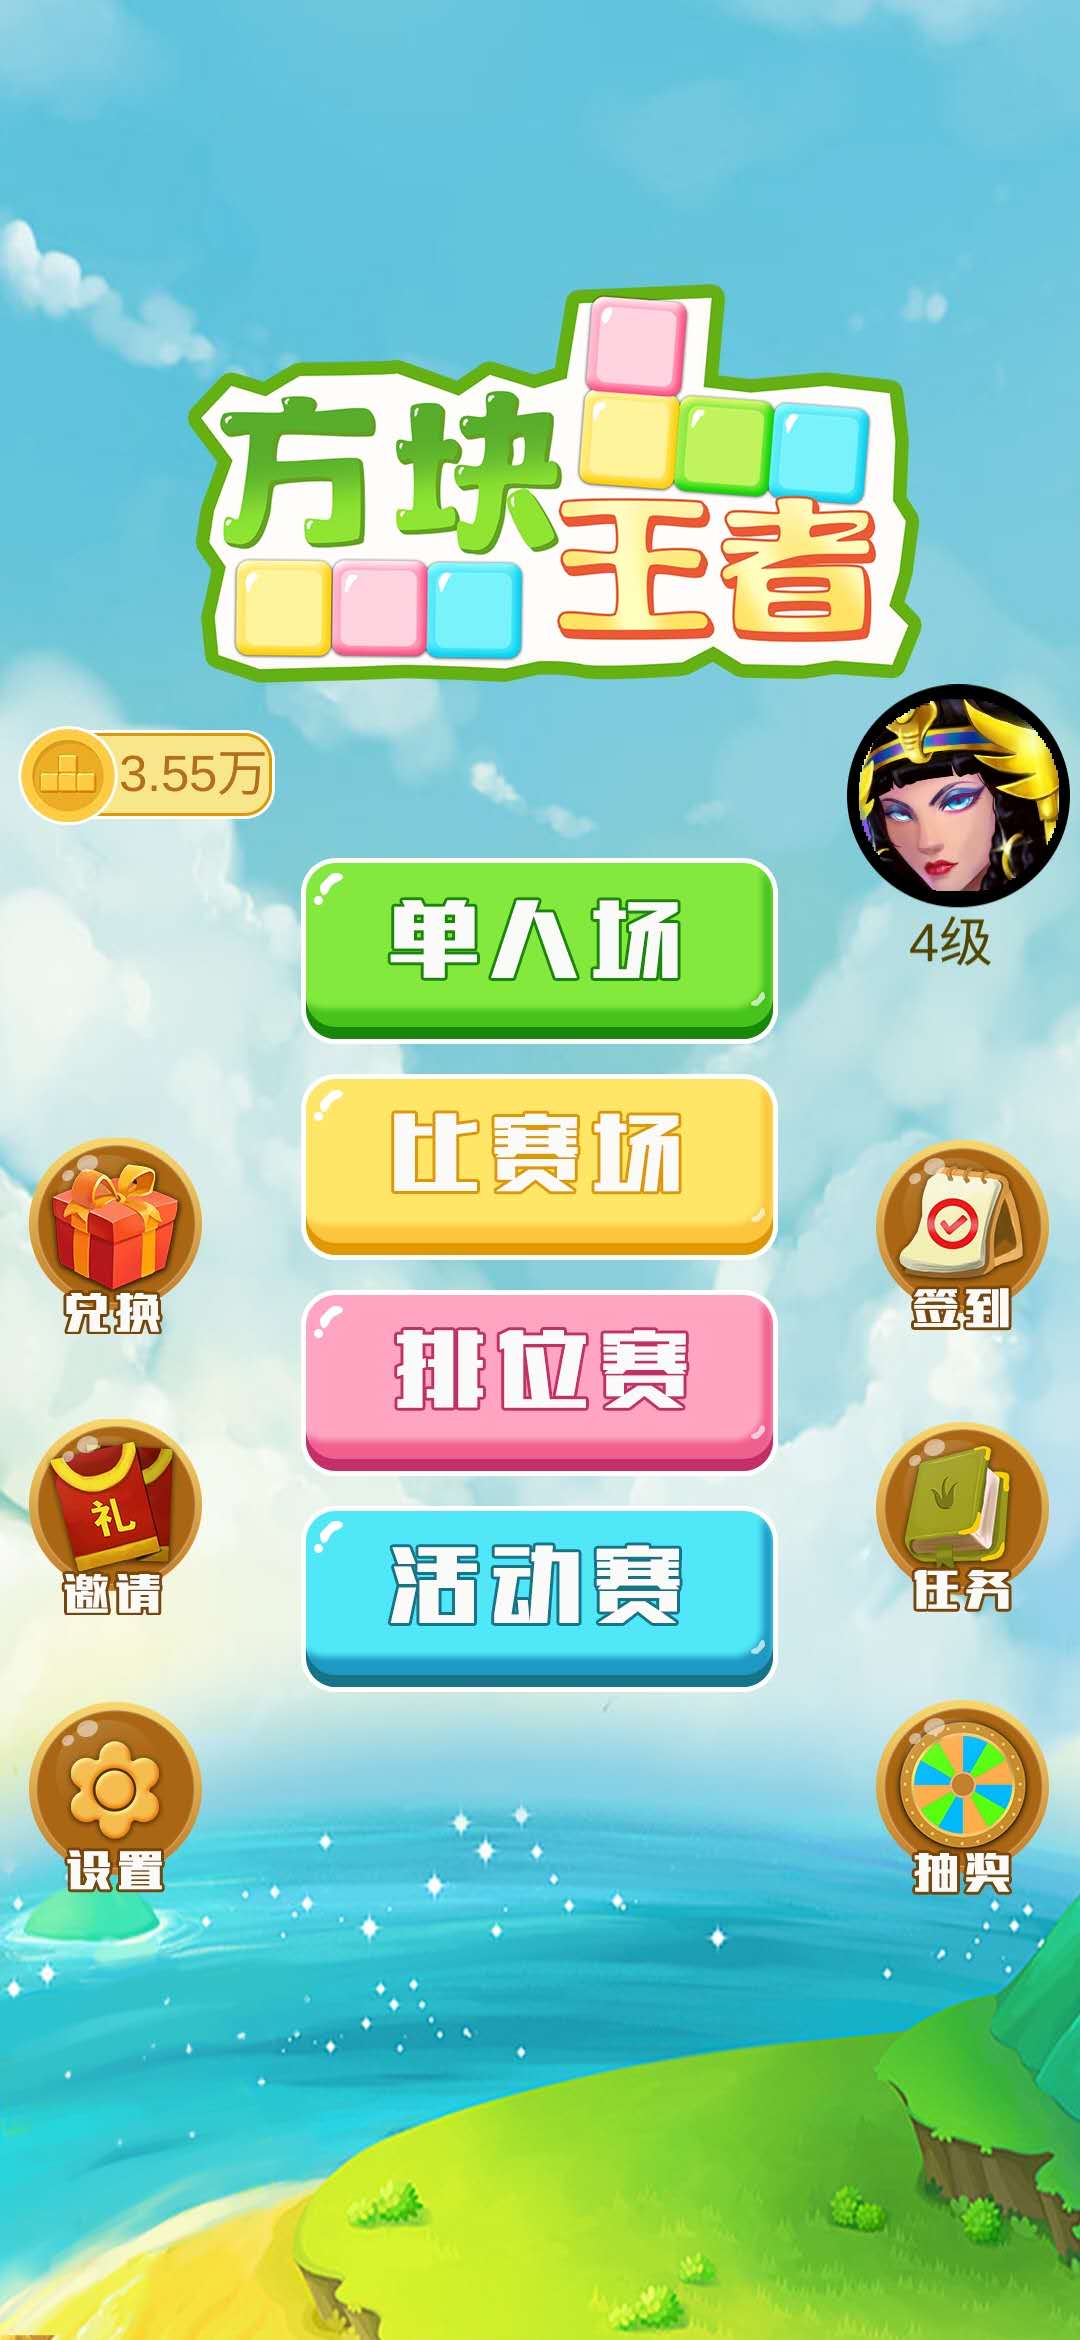 方块
王者
3.55万
4级
单人场
比赛场
兑换
签到
排位赛
礼
邀请
任务
活动赛
设置
抽奖